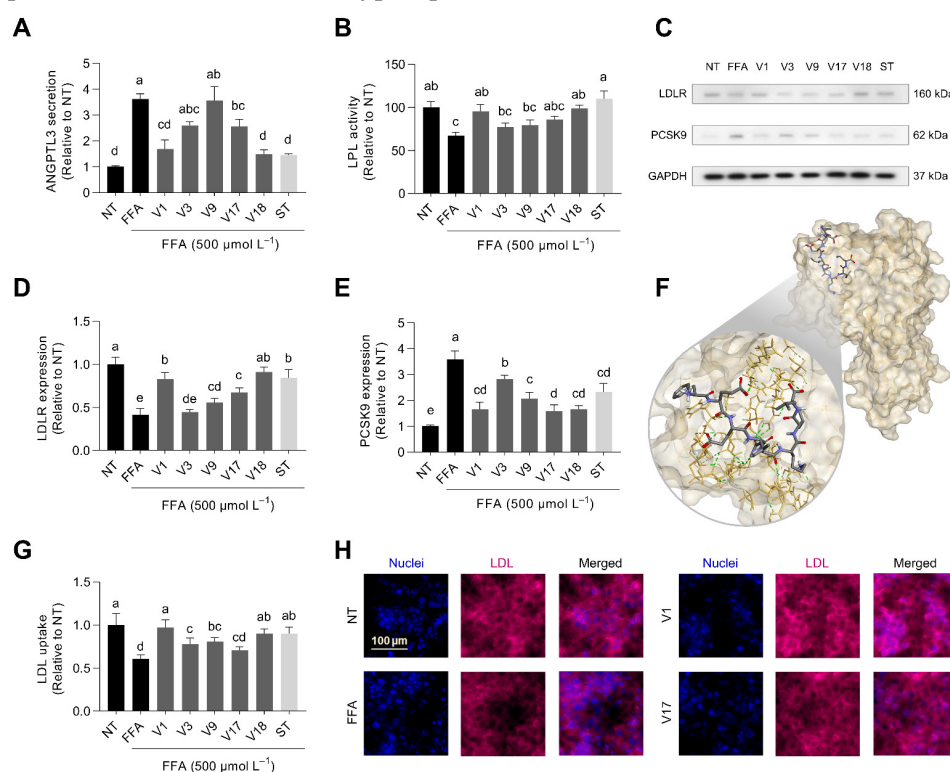 A
ANGPTL3 secretion
(Relative to NT)
5
4
3
2
1
0
d
a
cd
abc
ab
bc
d
d
NT
FFA
V1
V3
V9
V17
V18
ST
FFA (500 µmol L⁻¹)
B
LPL activity
(Relative to NT)
150
100
50
0
ab
c
ab
bc
bc
abc
ab
a
NT
FFA
V1
V3
V9
V17
V18
ST
FFA (500 µmol L⁻¹)
C
NT FFA V1 V3 V9 V17 V18 ST
LDLR 160 kDa
PCSK9 62 kDa
GAPDH 37 kDa
D
LDLR expression
(Relative to NT)
1.5
1.0
0.5
0.0
a
e
b
de
cd
c
ab
b
NT
FFA
V1
V3
V9
V17
V18
ST
FFA (500 µmol L⁻¹)
E
PCSK9 expression
(Relative to NT)
5
4
3
2
1
0
e
a
cd
b
c
d
cd
cd
NT
FFA
V1
V3
V9
V17
V18
ST
FFA (500 µmol L⁻¹)
F
G
LDL uptake
(Relative to NT)
1.5
1.0
0.5
0.0
a
d
a
c
bc
cd
ab
ab
NT
FFA
V1
V3
V9
V17
V18
ST
FFA (500 µmol L⁻¹)
H
Nuclei LDL Merged Nuclei LDL Merged
NT
100 µm
V1
FFA
V17